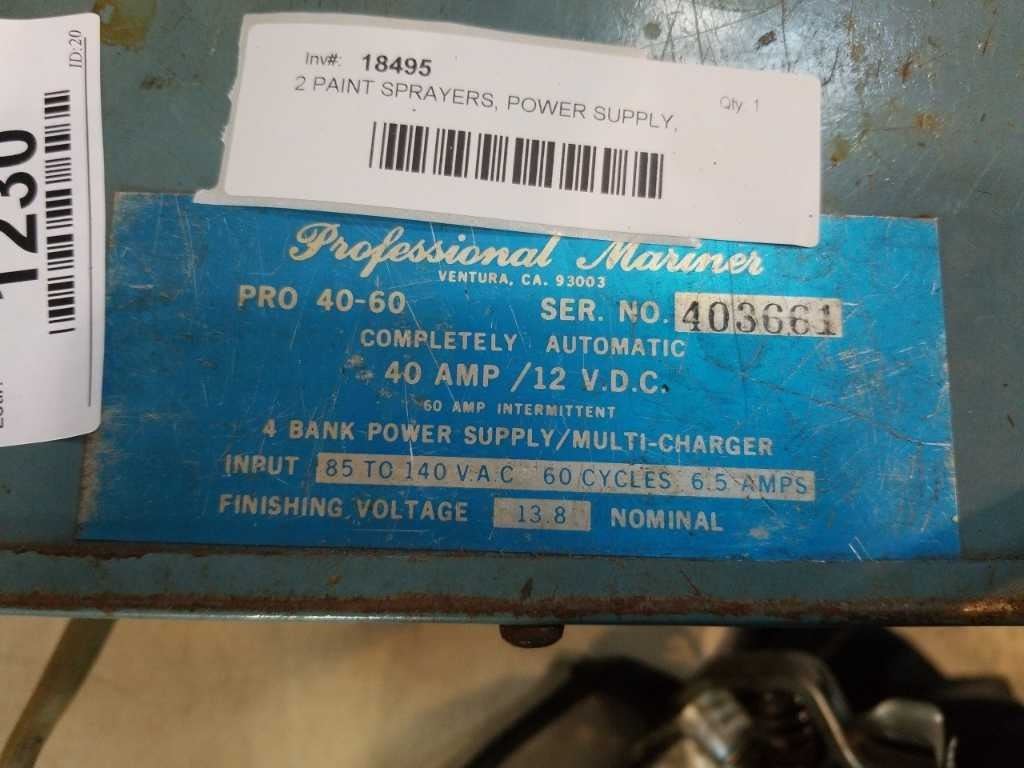 ID:20
1230
Inv#: 18495
2 PAINT SPRAYERS, POWER SUPPLY,
Qty: 1
Professional Mariner
VENTURA, CA. 93003
PRO 40-60 SER. NO. 403661
COMPLETELY AUTOMATIC
40 AMP / 12 V.D.C.
60 AMP INTERMITTENT
4 BANK POWER SUPPLY/MULTI-CHARGER
INPUT 85 TO 140 V.A.C 60 CYCLES 6.5 AMPS
FINISHING VOLTAGE 13.8 NOMINAL